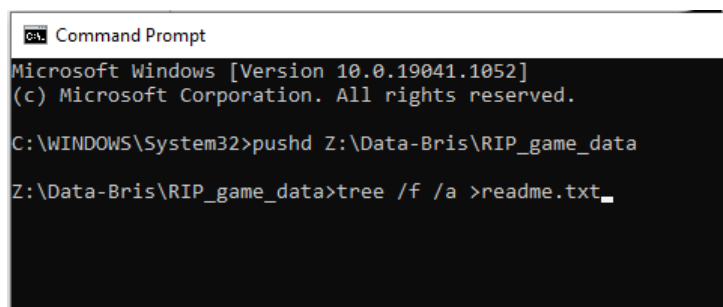 Command Prompt
Microsoft Windows [Version 10.0.19041.1052]
(c) Microsoft Corporation. All rights reserved.
C:\WINDOWS\System32>pushd Z:\Data-Bris\RIP_game_data
Z:\Data-Bris\RIP_game_data>tree /f /a >readme.txt